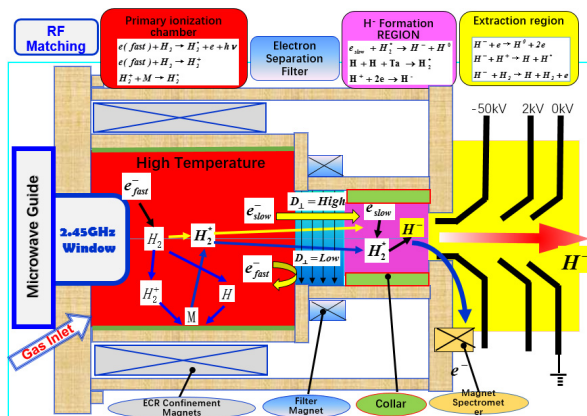 RF
Matching
Primary ionization
chamber
e(fast)+H₂→H₂*+e+hν
e(fast)+H₂→H₂⁺
H₂⁺+M→H₂*
Electron
Separation
Filter
H⁻ Formation
REGION
e slow + H₂* → H⁻ + H⁰
H + H + Ta → H₂*
H⁺ + 2e → H⁻
Extraction region
H⁻+e→H⁰+2e
H⁻+H⁺→H+H*
H⁻+H₂→H+H₂+e
-50kV 2kV 0kV
Microwave Guide
2.45GHz
Window
High Temperature
e⁻fast
H₂
H₂*
H₂⁺
H
M
e⁻slow
e⁻fast
D⊥=High
D⊥=Low
eslow
H⁻
H₂*
H⁻
Gas Inlet
e⁻
ECR Confinement
Magnets
Filter
Magnet
Collar
Magnet
Spectromet
er